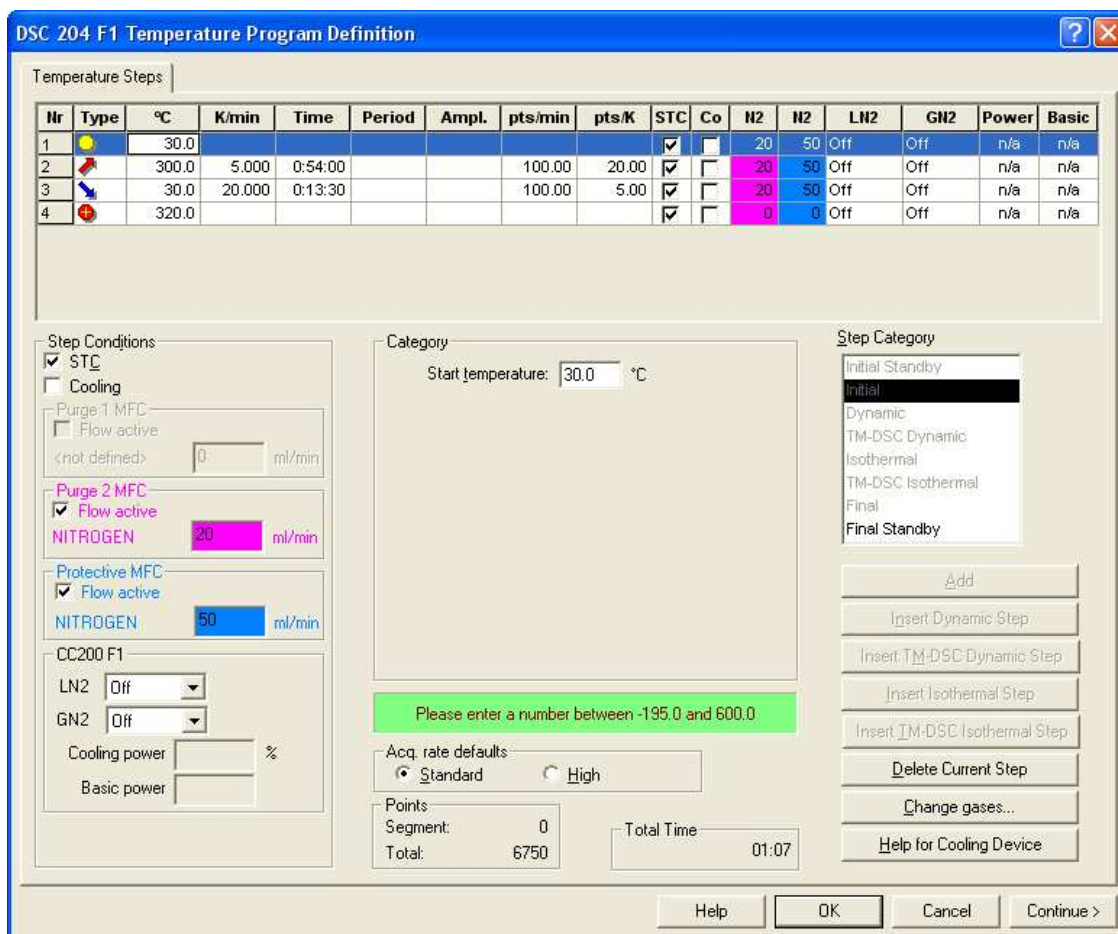 DSC 204 F1 Temperature Program Definition
Temperature Steps
Nr Type ºC K/min Time Period Ampl. pts/min pts/K STC Co N2 N2 LN2 GN2 Power Basic
1 30.0 20 50 Off Off n/a n/a
2 300.0 5.000 0:54:00 100.00 20.00 20 50 Off Off n/a n/a
3 30.0 20.000 0:13:30 100.00 5.00 20 50 Off Off n/a n/a
4 320.0 0 0 Off Off n/a n/a
Step Conditions
STC
Cooling
Purge 1 MFC
Flow active
<not defined> 0 ml/min
Purge 2 MFC
Flow active
NITROGEN 20 ml/min
Protective MFC
Flow active
NITROGEN 50 ml/min
CC200 F1
LN2 Off
GN2 Off
Cooling power %
Basic power
Category
Start temperature: 30.0 °C
Please enter a number between -195.0 and 600.0
Acq. rate defaults
Standard High
Points
Segment: 0
Total: 6750
Total Time
01:07
Step Category
Initial Standby
Initial
Dynamic
TM-DSC Dynamic
Isothermal
TM-DSC Isothermal
Final
Final Standby
Add
Insert Dynamic Step
Insert TM-DSC Dynamic Step
Insert Isothermal Step
Insert TM-DSC Isothermal Step
Delete Current Step
Change gases...
Help for Cooling Device
Help OK Cancel Continue >